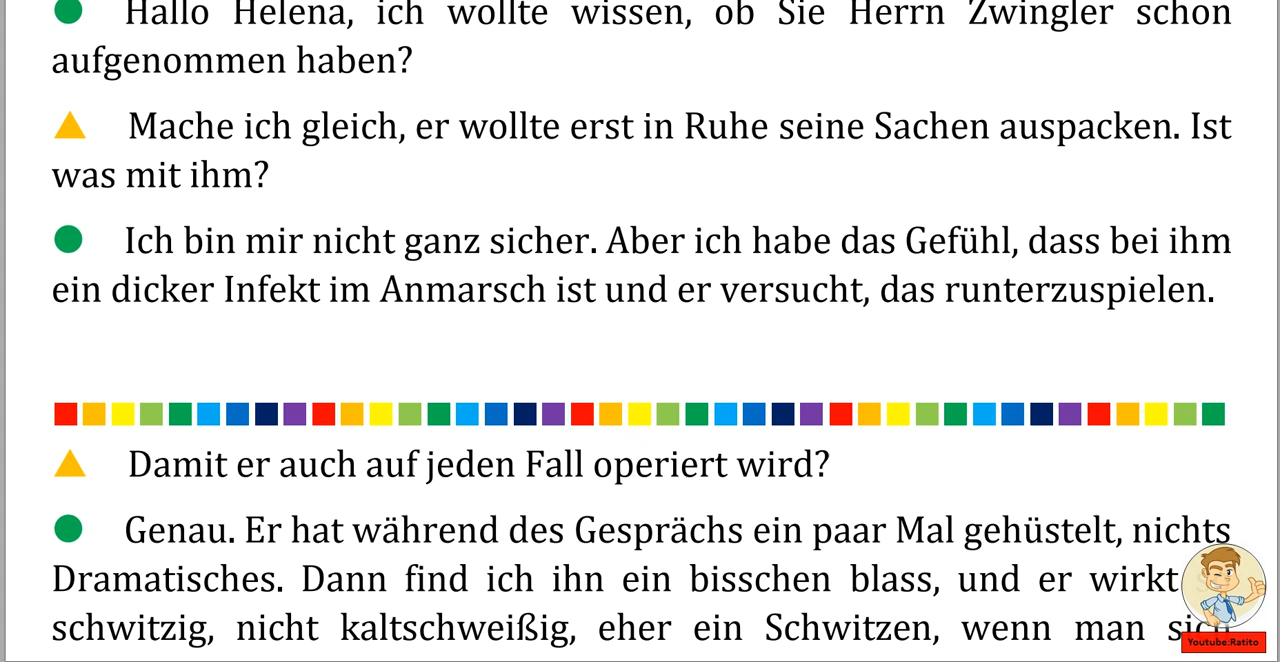 Hallo Helena, ich wollte wissen, ob Sie Herrn Zwingler schon
aufgenommen haben?
Mache ich gleich, er wollte erst in Ruhe seine Sachen auspacken. Ist
was mit ihm?
Ich bin mir nicht ganz sicher. Aber ich habe das Gefühl, dass bei ihm
ein dicker Infekt im Anmarsch ist und er versucht, das runterzuspielen.
Damit er auch auf jeden Fall operiert wird?
Genau. Er hat während des Gesprächs ein paar Mal gehüstelt, nichts
Dramatisches. Dann find ich ihn ein bisschen blass, und er wirkt
schwitzig, nicht kaltschweißig, eher ein Schwitzen, wenn man sich
Youtube:Ratito